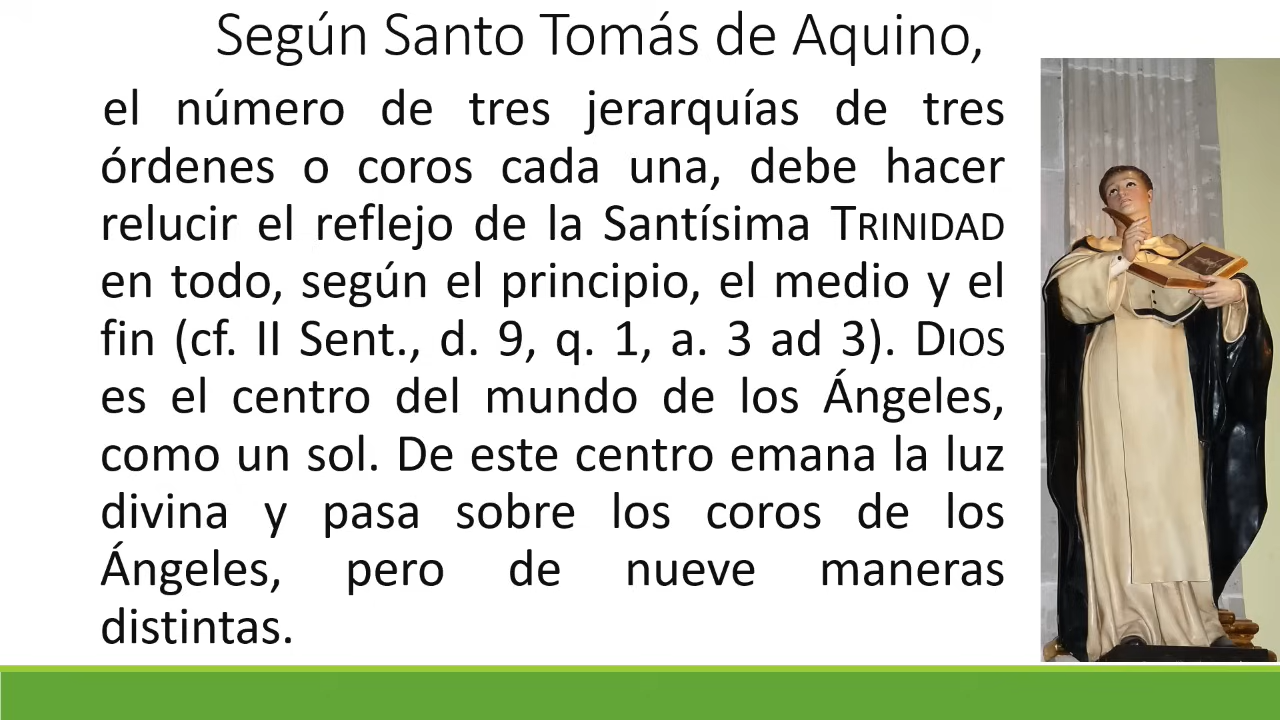 Según Santo Tomás de Aquino,
el número de tres jerarquías de tres
órdenes o coros cada una, debe hacer
relucir el reflejo de la Santísima TRINIDAD
en todo, según el principio, el medio y el
fin (cf. II Sent., d. 9, q. 1, a. 3 ad 3). DIOS
es el centro del mundo de los Ángeles,
como un sol. De este centro emana la luz
divina y pasa sobre los coros de los
Ángeles, pero de nueve maneras
distintas.